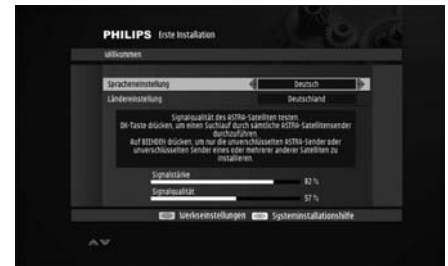 PHILIPS Erste Installation
Willkommen
Spracheneinstellung Deutsch
Ländereinstellung Deutschland
Signalqualität des ASTRA-Satelliten testen.
OK-Taste drücken, um einen Suchlauf durch sämtliche ASTRA-Satellitensender
durchzuführen.
Auf BEENDEN drücken, um nur die unverschlüsselten ASTRA-Sender oder
unverschlüsselten Sender eines oder mehrerer anderer Satelliten zu
installieren.
Signalstärke
82 %
Signalqualität
57 %
Werkseinstellungen Systeminstallationshilfe